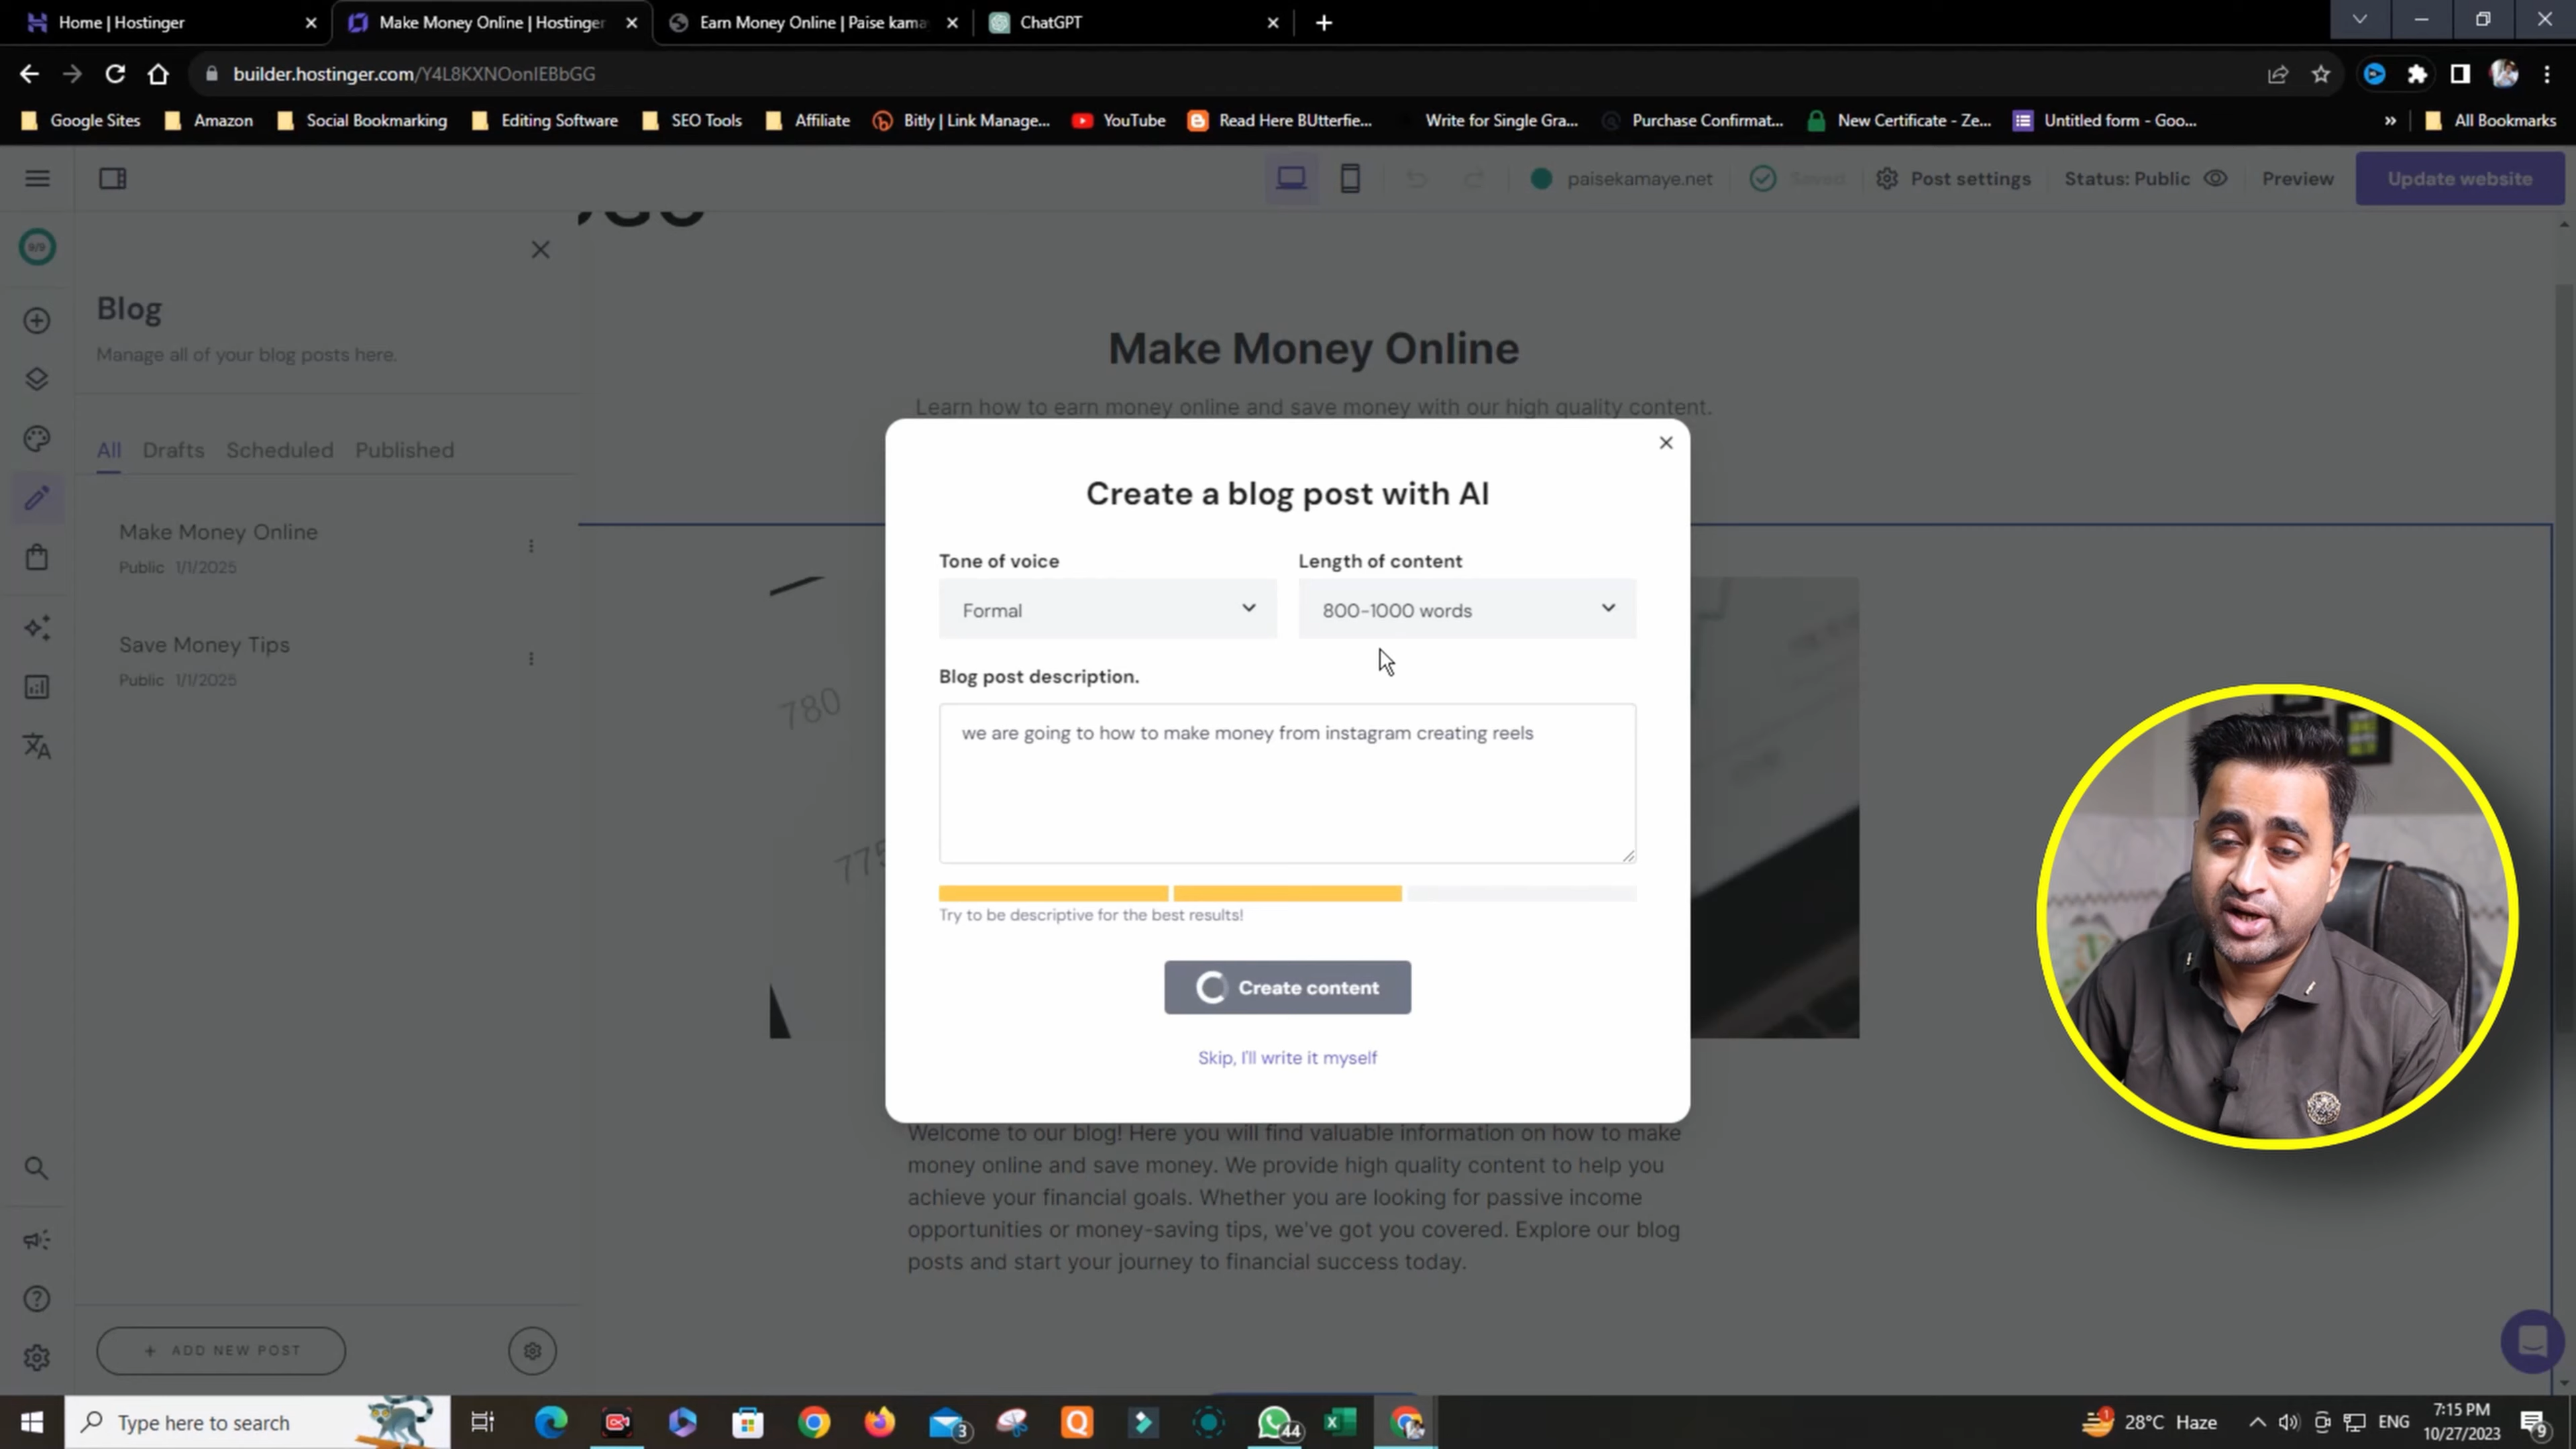 Home | Hostinger
Make Money Online | Hostinger
Earn Money Online | Paise kama
ChatGPT
builder.hostinger.com/Y4L8KXNOonIEBbGG
Google Sites
Amazon
Social Bookmarking
Editing Software
SEO Tools
Affiliate
Bitly | Link Manage...
YouTube
Read Here BUtterfie...
Write for Single Gra...
Purchase Confirmat...
New Certificate - Ze...
Untitled form - Goo...
»
All Bookmarks
paisekamaye.net
Saved
Post settings
Status: Public
Preview
Update website
9/9
Blog
Manage all of your blog posts here.
All
Drafts
Scheduled
Published
Make Money Online
Public 1/1/2025
Save Money Tips
Public 1/1/2025
+ ADD NEW POST
Make Money Online
Learn how to earn money online and save money with our high quality content.
780
775
Create a blog post with AI
Tone of voice
Length of content
Formal
800-1000 words
Blog post description.
we are going to how to make money from instagram creating reels
Try to be descriptive for the best results!
Create content
Skip, I'll write it myself
Welcome to our blog! Here you will find valuable information on how to make
money online and save money. We provide high quality content to help you
achieve your financial goals. Whether you are looking for passive income
opportunities or money-saving tips, we've got you covered. Explore our blog
posts and start your journey to financial success today.
Type here to search
3
44
1
28°C Haze
ENG
7:15 PM
10/27/2023
9